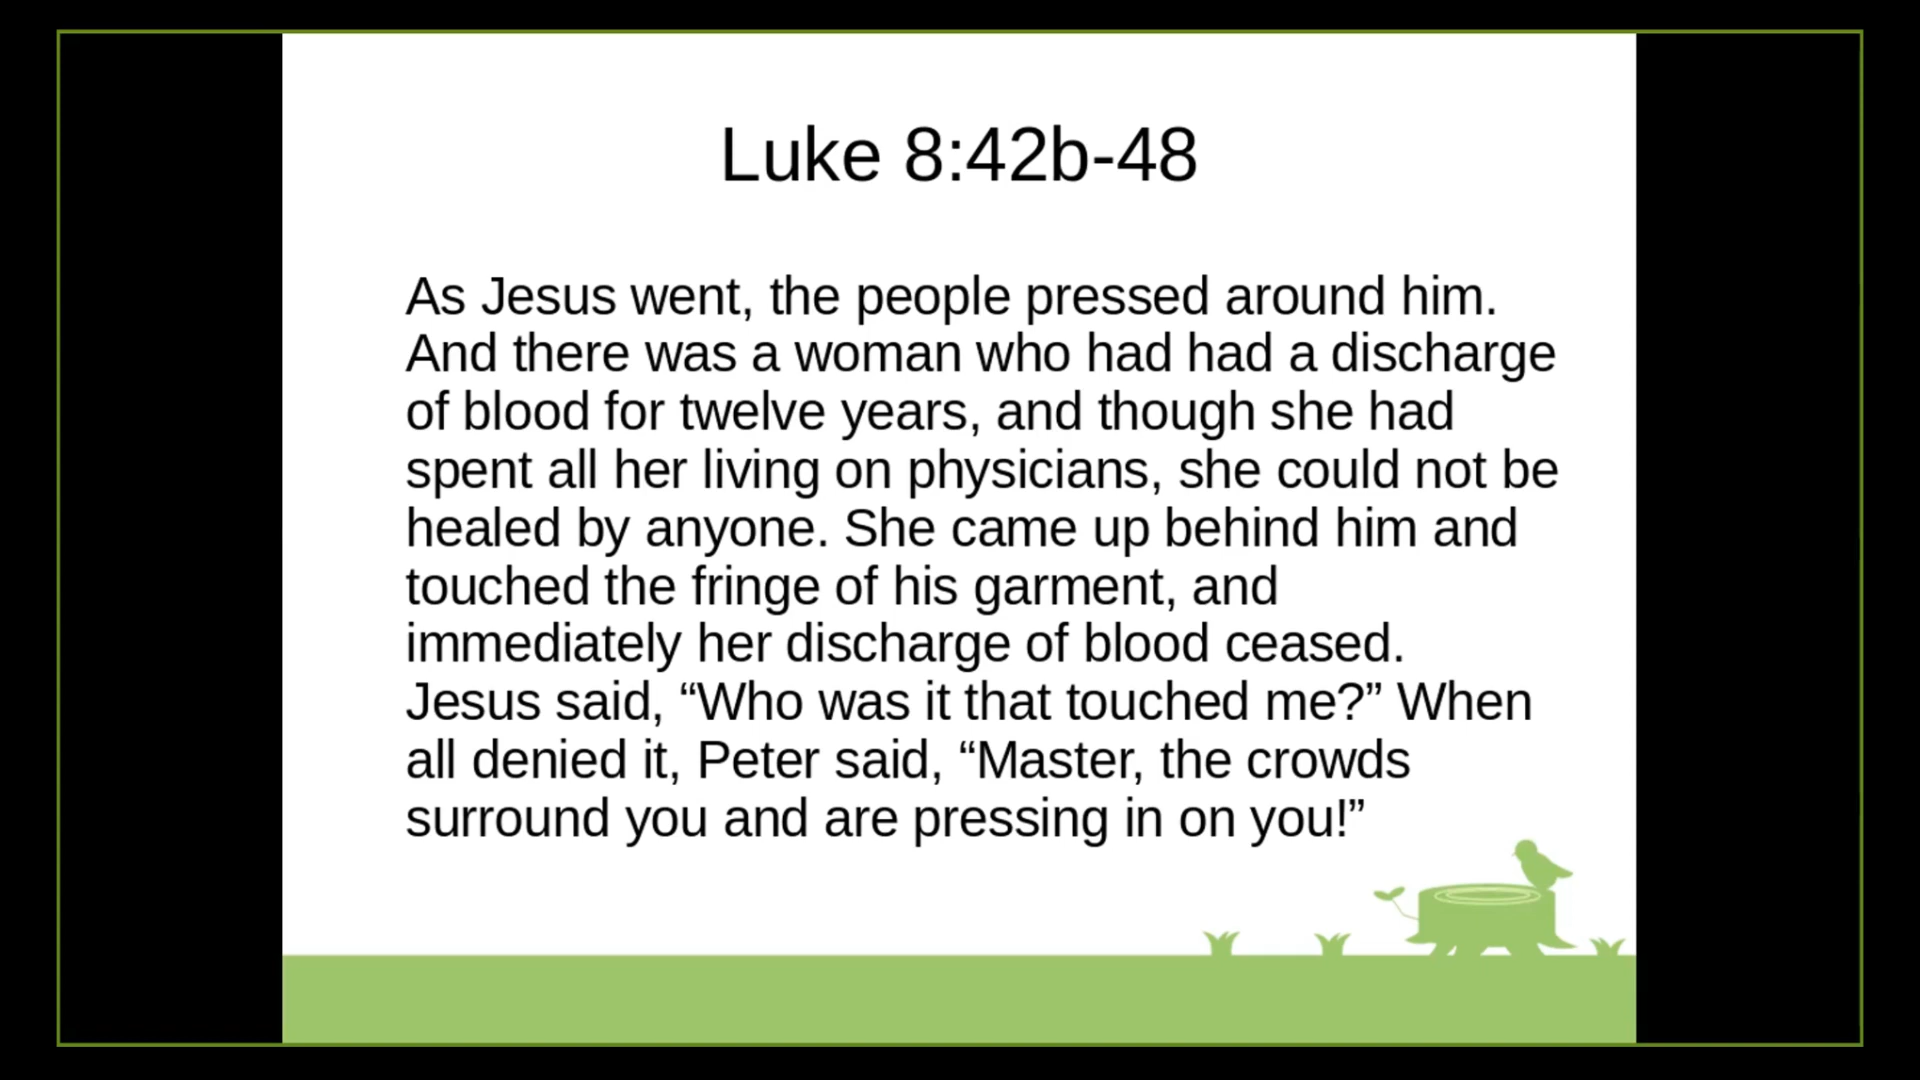 Luke 8:42b-48
As Jesus went, the people pressed around him.
And there was a woman who had had a discharge
of blood for twelve years, and though she had
spent all her living on physicians, she could not be
healed by anyone. She came up behind him and
touched the fringe of his garment, and
immediately her discharge of blood ceased.
Jesus said, “Who was it that touched me?” When
all denied it, Peter said, “Master, the crowds
surround you and are pressing in on you!”